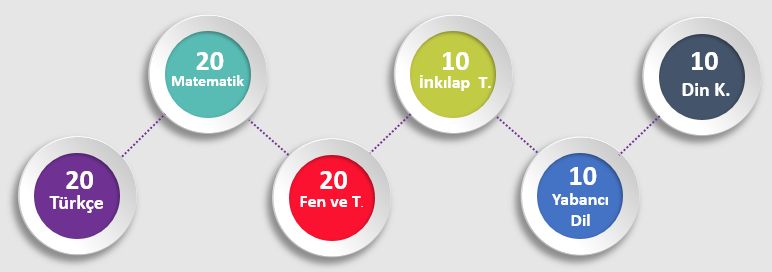 20
Türkçe
20
Matematik
20
Fen ve T.
10
İnkılap T.
10
Yabancı
Dil
10
Din K.